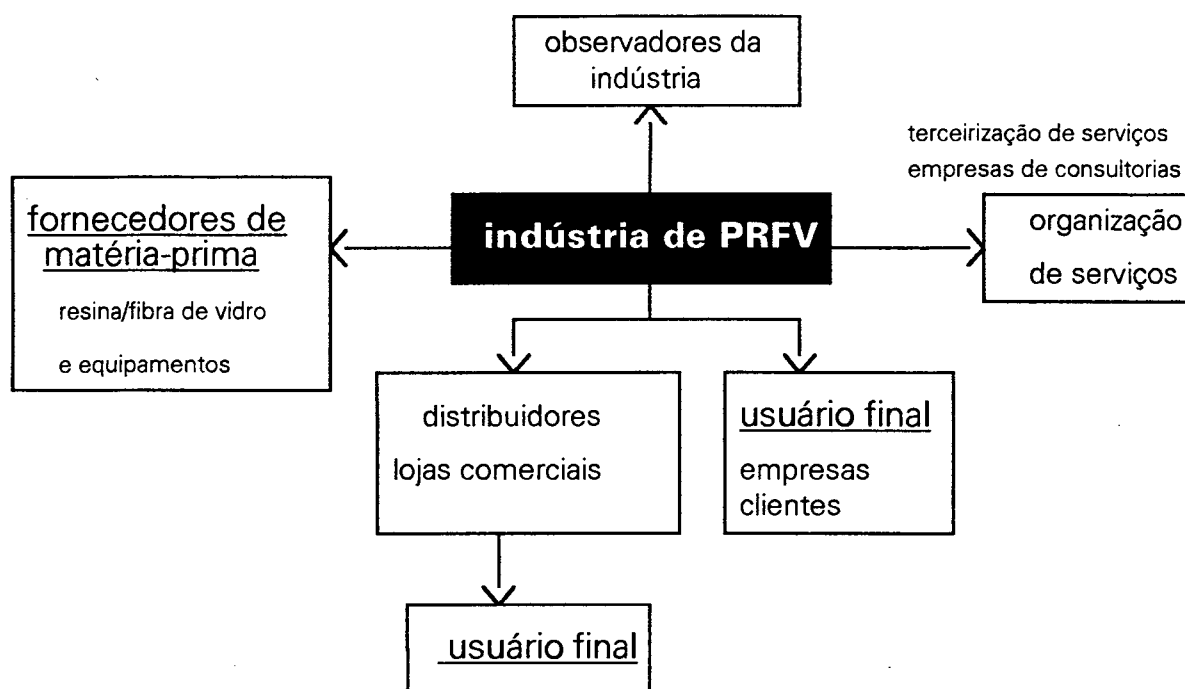 observadores da
indústria
terceirização de serviços
empresas de consultorias
fornecedores de
matéria-prima
resina/fibra de vidro
e equipamentos
indústria de PRFV
organização
de serviços
distribuidores
lojas comerciais
usuário final
empresas
clientes
usuário final